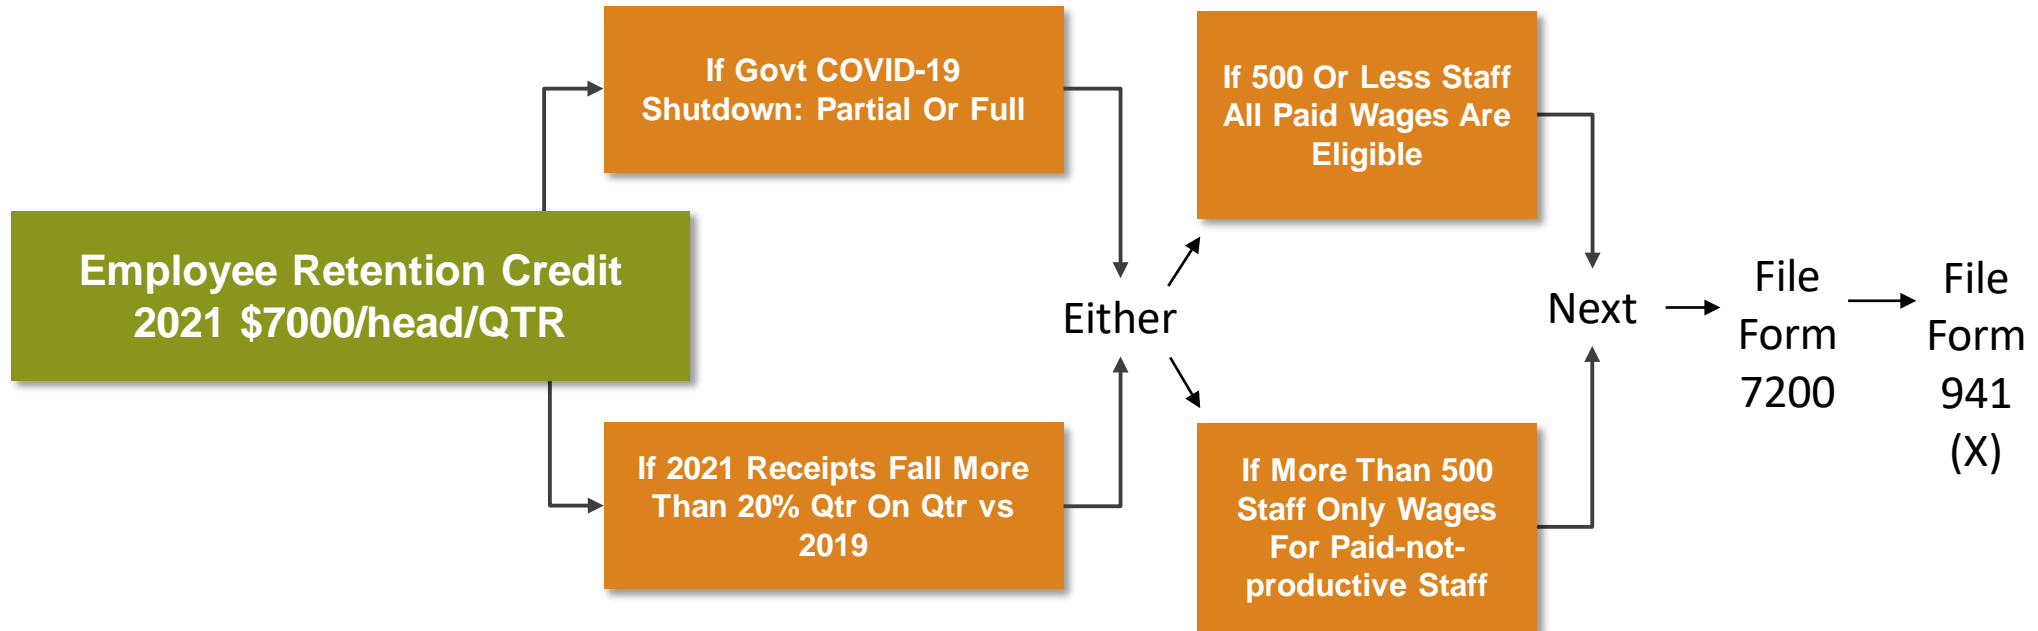 Employee Retention Credit
2021 $7000/head/QTR
If Govt COVID-19
Shutdown: Partial Or Full
If 2021 Receipts Fall More
Than 20% Qtr On Qtr vs
2019
Either
If 500 Or Less Staff
All Paid Wages Are
Eligible
If More Than 500
Staff Only Wages
For Paid-not-
productive Staff
Next
File
Form
7200
File
Form
941
(X)